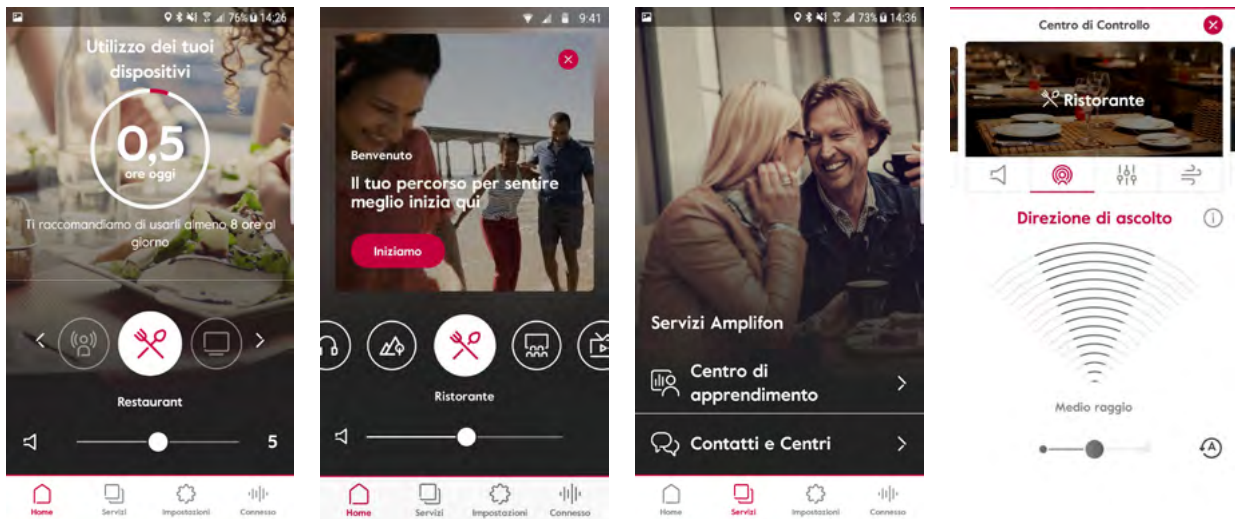 76% 14:26
Utilizzo dei tuoi
dispositivi
0,5
ore oggi
Ti raccomandiamo di usarli almeno 8 ore al
giorno
Restaurant
5
Home
Servizi
Impostazioni
Connesso
9:41
Benvenuto
Il tuo percorso per sentire
meglio inizia qui
Iniziamo
Ristorante
Home
Servizi
Impostazioni
Connesso
73% 14:36
Servizi Amplifon
Centro di
apprendimento
Contatti e Centri
Home
Servizi
Impostazioni
Connesso
Centro di Controllo
Ristorante
Direzione di ascolto
Medio raggio
A